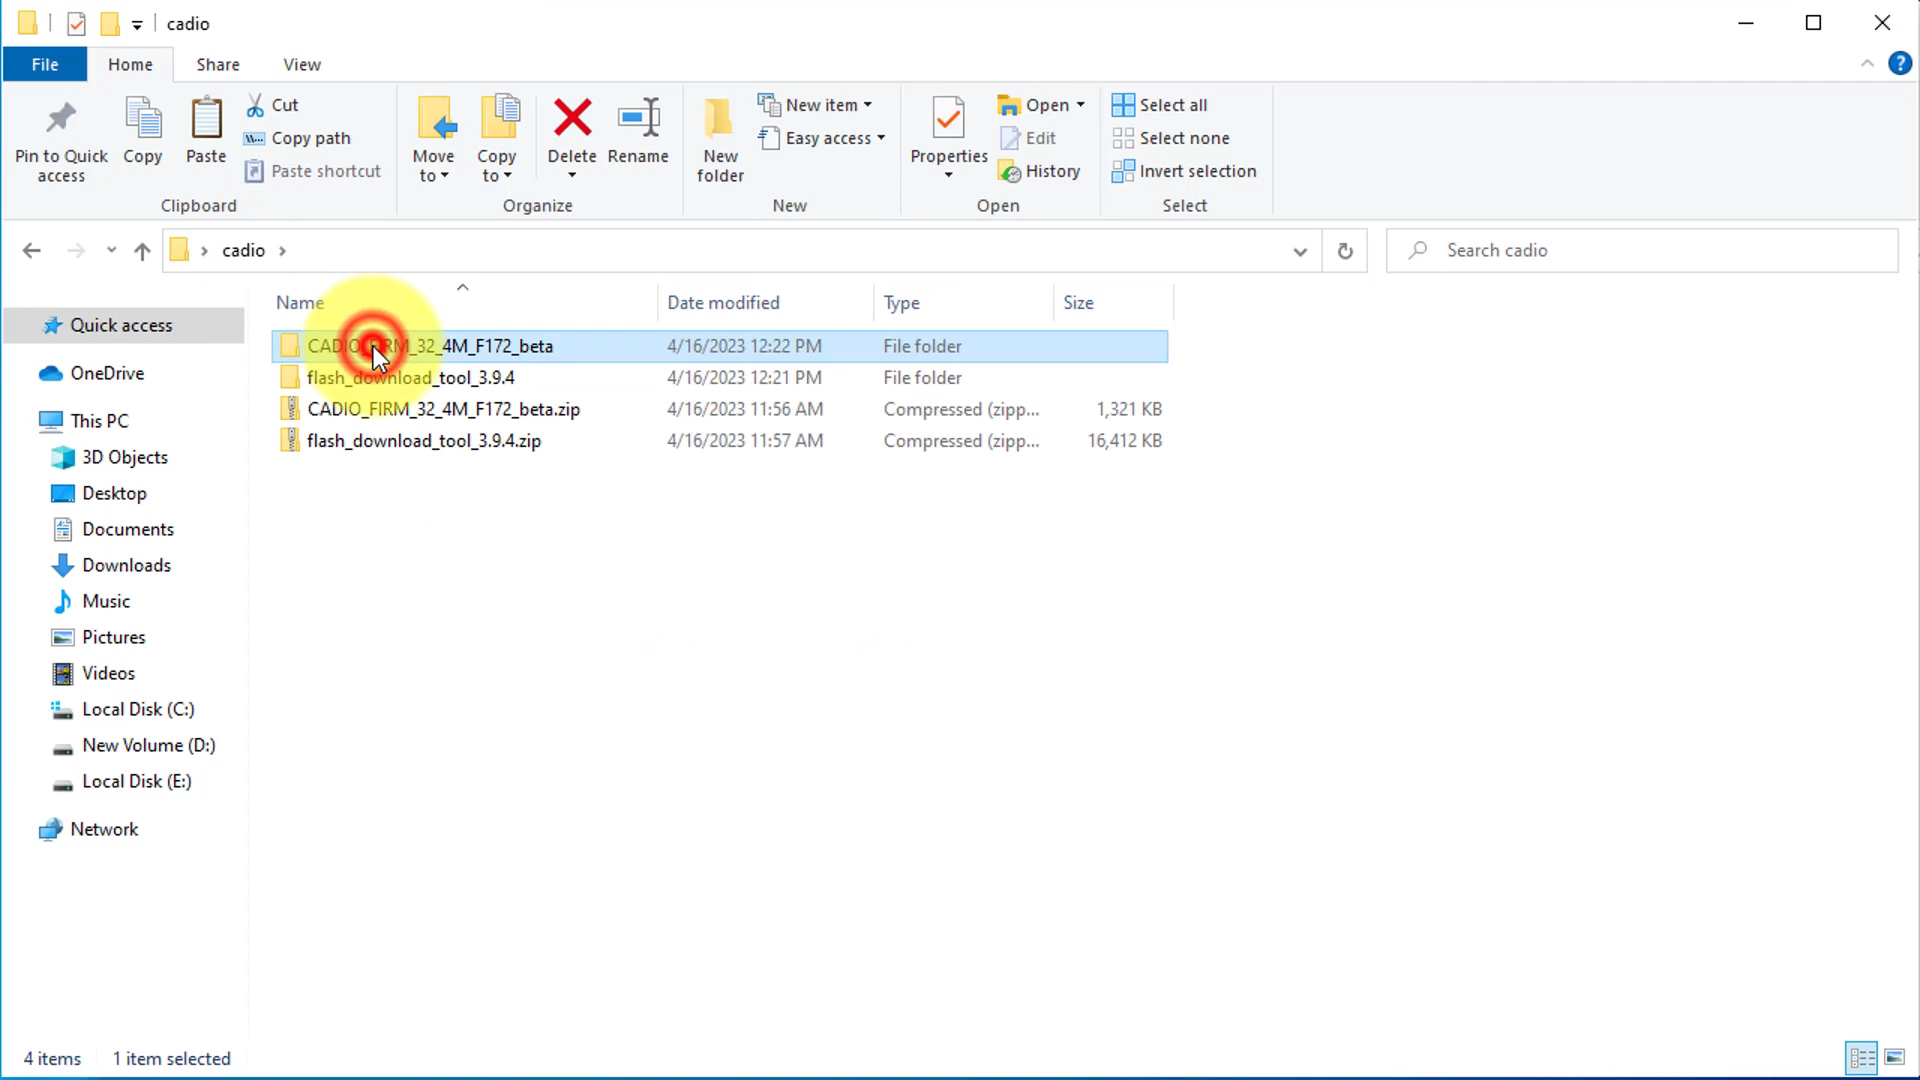 cadio
File
Home
Share
View
Pin to Quick access
Copy
Paste
Cut
Copy path
Paste shortcut
Clipboard
Move to
Copy to
Delete
Rename
Organize
New folder
New item
Easy access
New
Properties
Open
Edit
History
Open
Select all
Select none
Invert selection
Select
cadio
Search cadio
Name
Date modified
Type
Size
CADIO_FIRM_32_4M_F172_beta 4/16/2023 12:22 PM File folder
flash_download_tool_3.9.4 4/16/2023 12:21 PM File folder
CADIO_FIRM_32_4M_F172_beta.zip 4/16/2023 11:56 AM Compressed (zipp... 1,321 KB
flash_download_tool_3.9.4.zip 4/16/2023 11:57 AM Compressed (zipp... 16,412 KB
Quick access
OneDrive
This PC
3D Objects
Desktop
Documents
Downloads
Music
Pictures
Videos
Local Disk (C:)
New Volume (D:)
Local Disk (E:)
Network
4 items 1 item selected